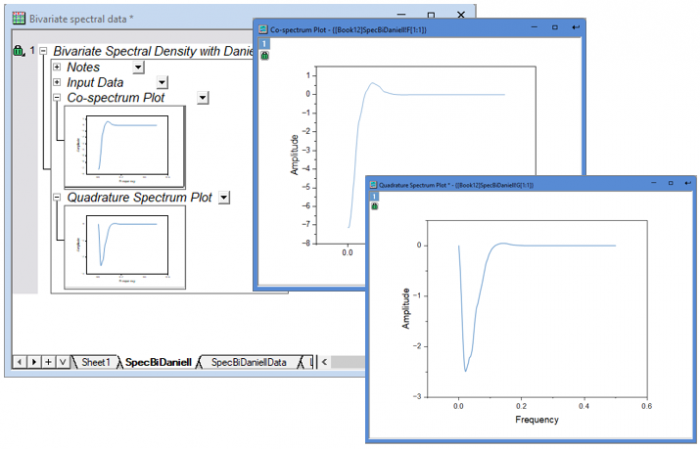 Bivariate spectral data *
1
Bivariate Spectral Density with Danie
Notes
Input Data
Co-spectrum Plot
Quadrature Spectrum Plot
Sheet1
SpecBiDaniell
SpecBiDaniellData
Co-spectrum Plot - [[Book12]SpecBiDaniell!F[1:1]]
1
1
0
-1
-2
-3
-4
-5
-6
-7
-8
Amplitude
0.0
Quadrature Spectrum Plot * - [[Book12]SpecBiDaniell!G[1:1]]
1
0
-1
-2
-3
Amplitude
0.0 0.2 0.4 0.6
Frequency